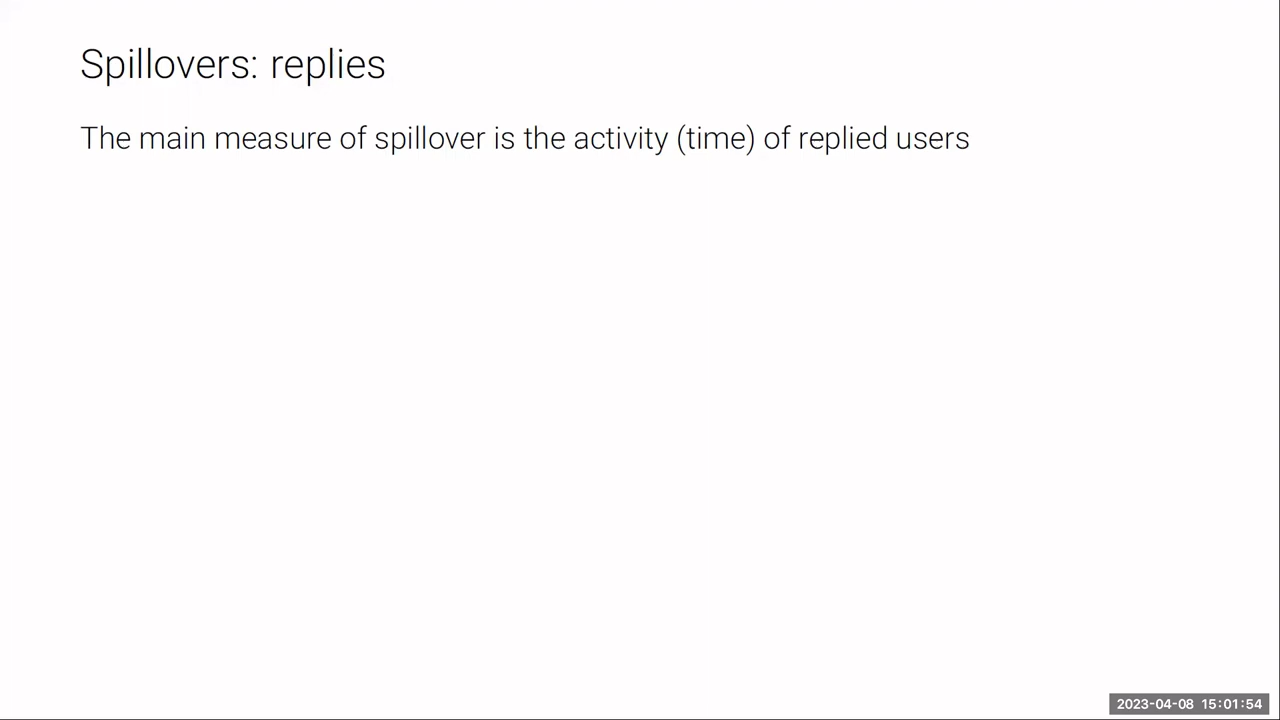 Spillovers: replies
The main measure of spillover is the activity (time) of replied users
2023-04-08 15:01:54